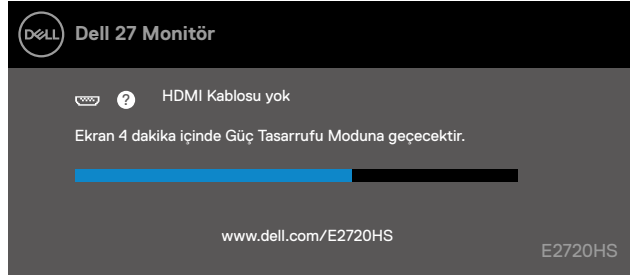 DELL Dell 27 Monitör
? HDMI Kablosu yok
Ekran 4 dakika içinde Güç Tasarrufu Moduna geçecektir.
www.dell.com/E2720HS
E2720HS